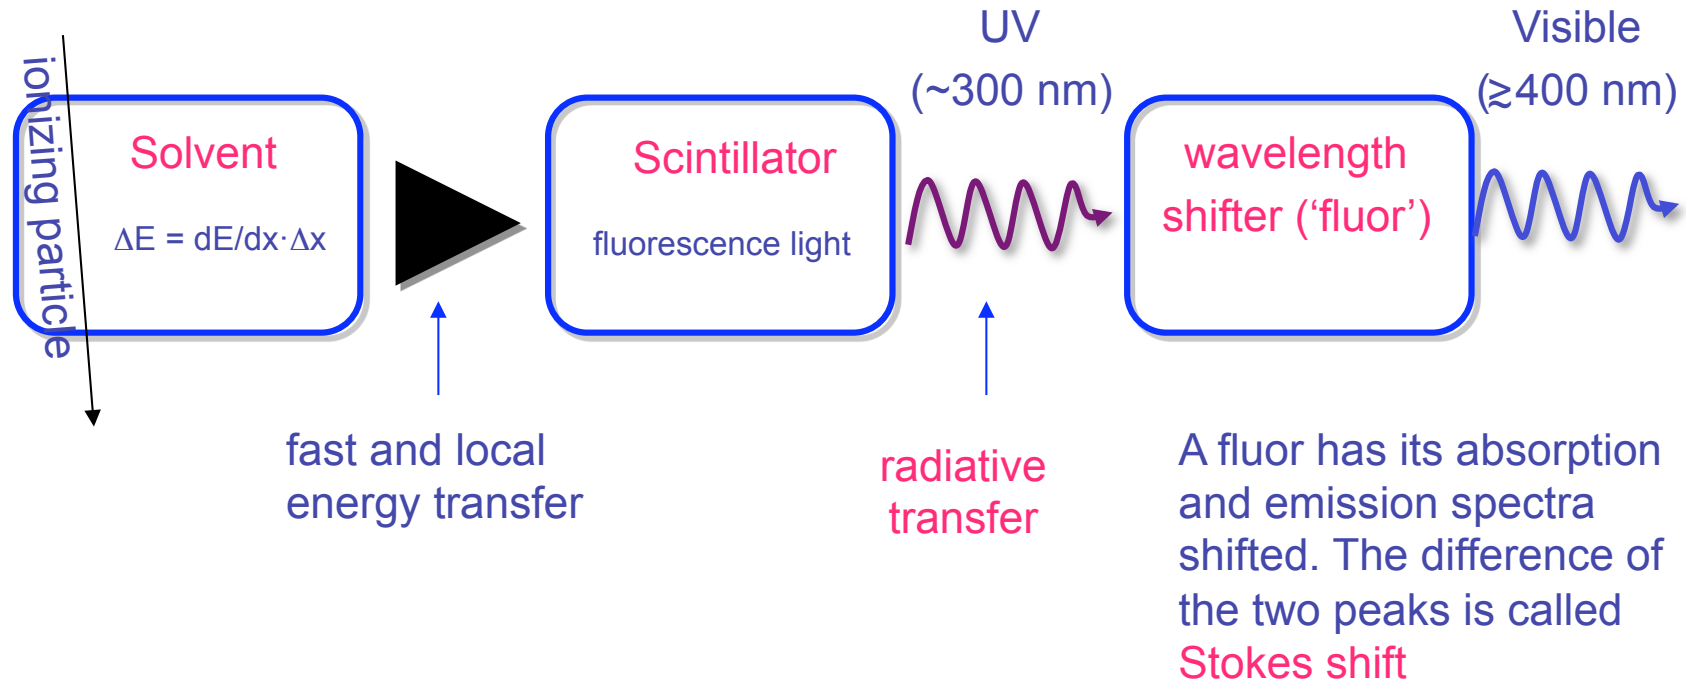 ionizing particle
Solvent
ΔE = dE/dx·Δx
fast and local
energy transfer
Scintillator
fluorescence light
UV
(~300 nm)
radiative
transfer
wavelength
shifter (‘fluor’)
Visible
(≳400 nm)
A fluor has its absorption
and emission spectra
shifted. The difference of
the two peaks is called
Stokes shift